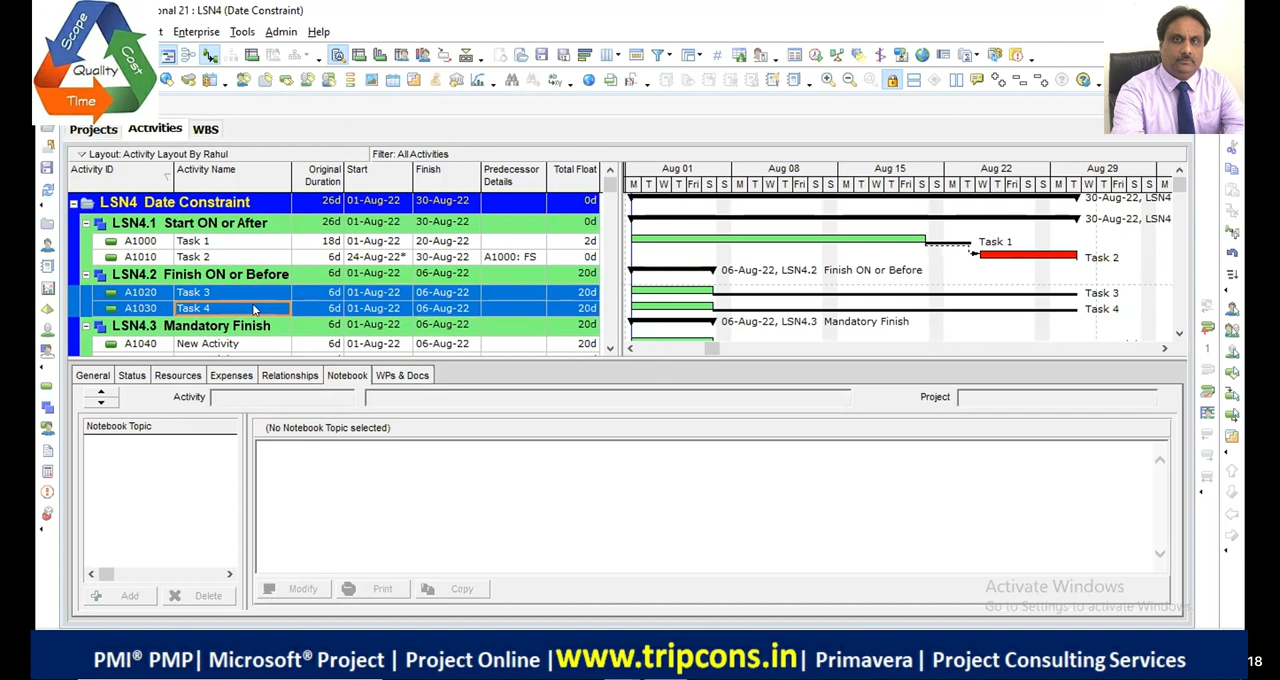 onal 21 : LSN4 (Date Constraint)
Scope
Cost
Quality
Time
t Enterprise Tools Admin Help
Projects Activities WBS
Layout: Activity Layout By Rahul Filter: All Activities
Activity ID Activity Name Original Duration Start Finish Predecessor Details Total Float
Aug 01 Aug 08 Aug 15 Aug 22 Aug 29
M T W T Fri S S M T W T Fri S S M T W T Fri S S M T W T Fri S S M T W T Fri S S M
LSN4 Date Constraint 26d 01-Aug-22 30-Aug-22 0d 30-Aug-22, LSN4
LSN4.1 Start ON or After 26d 01-Aug-22 30-Aug-22 0d 30-Aug-22, LSN4
A1000 Task 1 18d 01-Aug-22 20-Aug-22 2d Task 1
A1010 Task 2 6d 24-Aug-22* 30-Aug-22 A1000: FS 0d Task 2
LSN4.2 Finish ON or Before 6d 01-Aug-22 06-Aug-22 20d 06-Aug-22, LSN4.2 Finish ON or Before
A1020 Task 3 6d 01-Aug-22 06-Aug-22 20d Task 3
A1030 Task 4 6d 01-Aug-22 06-Aug-22 20d Task 4
LSN4.3 Mandatory Finish 6d 01-Aug-22 06-Aug-22 20d 06-Aug-22, LSN4.3 Mandatory Finish
A1040 New Activity 6d 01-Aug-22 06-Aug-22 20d
General Status Resources Expenses Relationships Notebook WPs & Docs
Activity Project
Notebook Topic (No Notebook Topic selected)
Add Delete Modify Print Copy
Activate Windows
Go to Settings to activate Windows.
PMI® PMP| Microsoft® Project | Project Online |www.tripcons.in| Primavera | Project Consulting Services
18